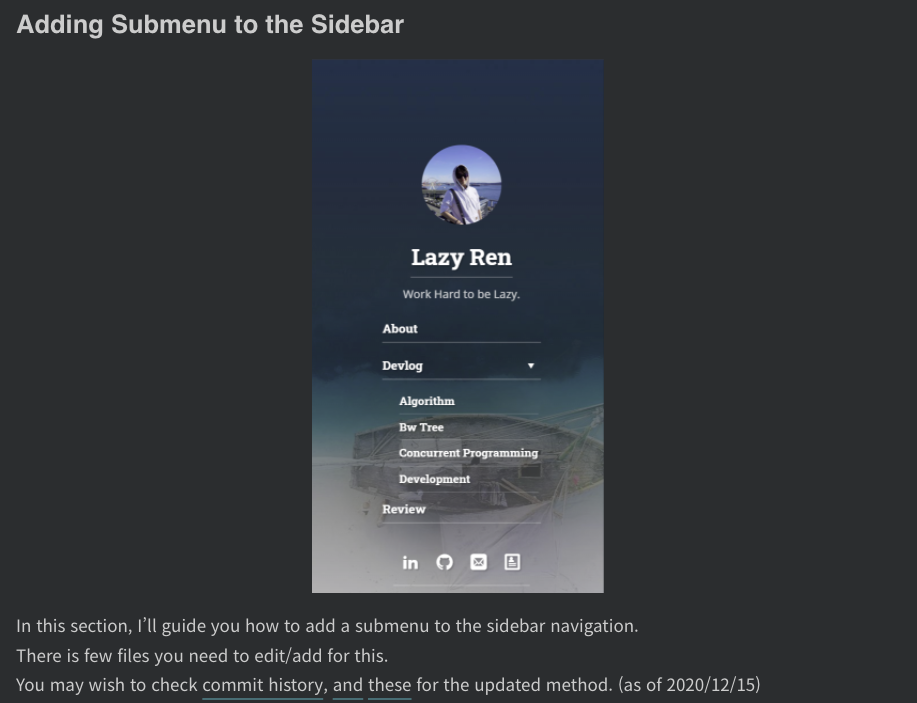 Adding Submenu to the Sidebar
Lazy Ren
Work Hard to be Lazy.
About
Devlog
Algorithm
Bw Tree
Concurrent Programming
Development
Review
in
In this section, I’ll guide you how to add a submenu to the sidebar navigation.
There is few files you need to edit/add for this.
You may wish to check commit history, and these for the updated method. (as of 2020/12/15)